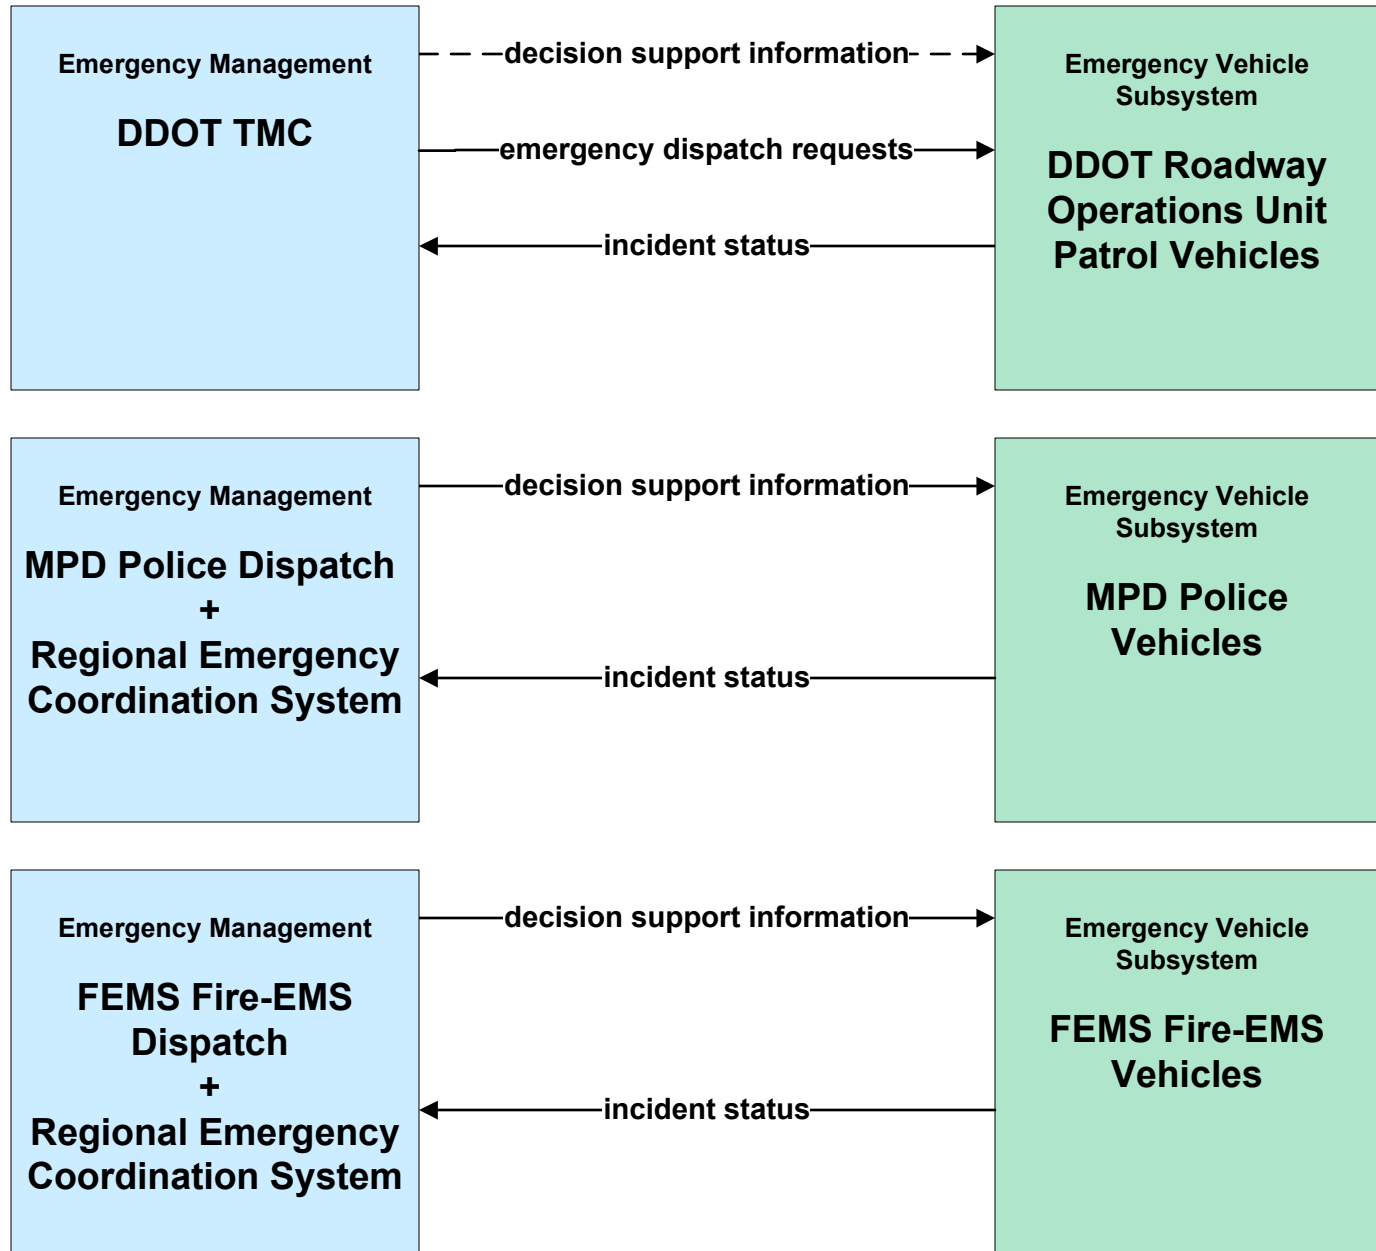 Emergency Management
DDOT TMC
decision support information
emergency dispatch requests
incident status
Emergency Vehicle
Subsystem
DDOT Roadway
Operations Unit
Patrol Vehicles
Emergency Management
MPD Police Dispatch
+
Regional Emergency
Coordination System
decision support information
incident status
Emergency Vehicle
Subsystem
MPD Police
Vehicles
Emergency Management
FEMS Fire-EMS
Dispatch
+
Regional Emergency
Coordination System
decision support information
incident status
Emergency Vehicle
Subsystem
FEMS Fire-EMS
Vehicles